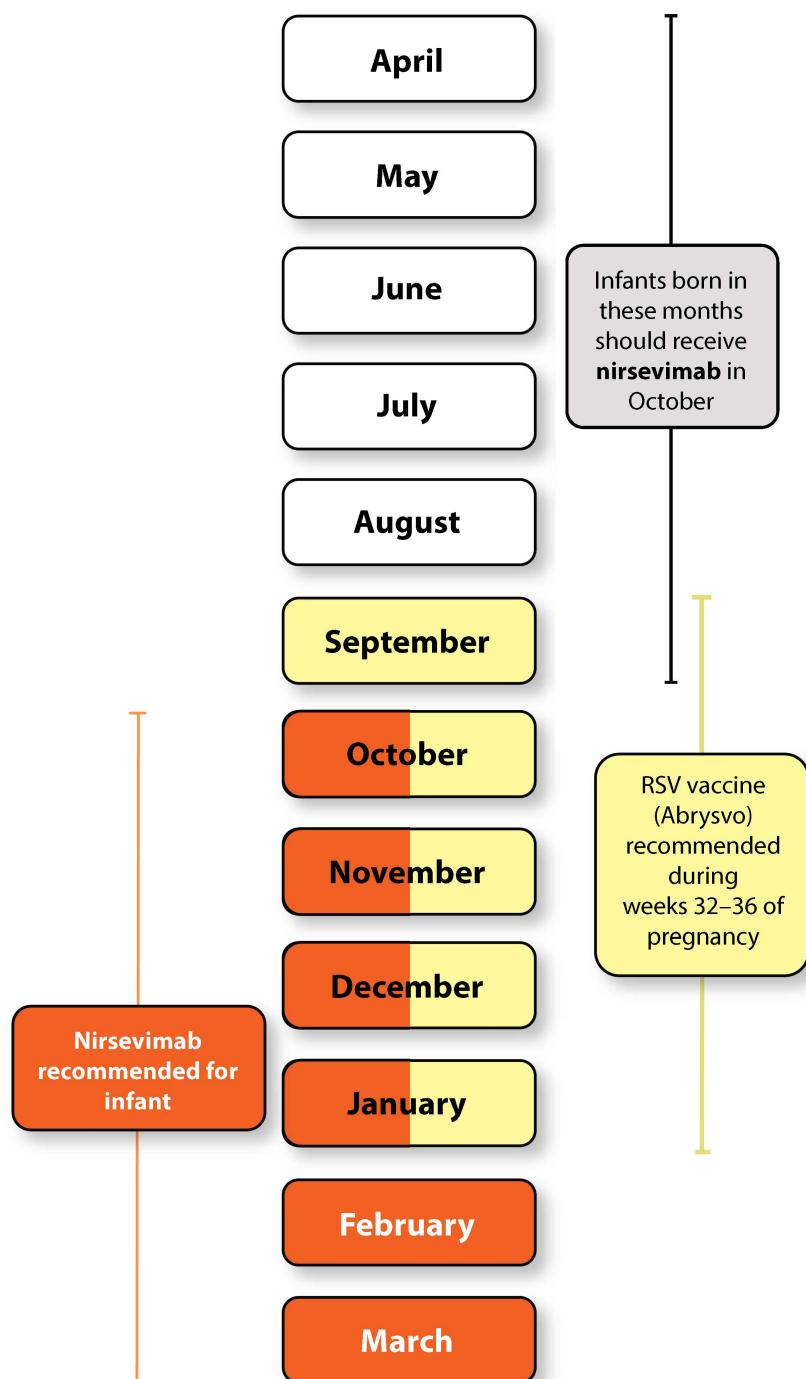 April
May
June
Infants born in
these months
should receive
nirsevimab in
October
July
August
September
October
RSV vaccine
(Abrysvo)
recommended
during
weeks 32–36 of
pregnancy
November
December
Nirsevimab
recommended for
infant
January
February
March